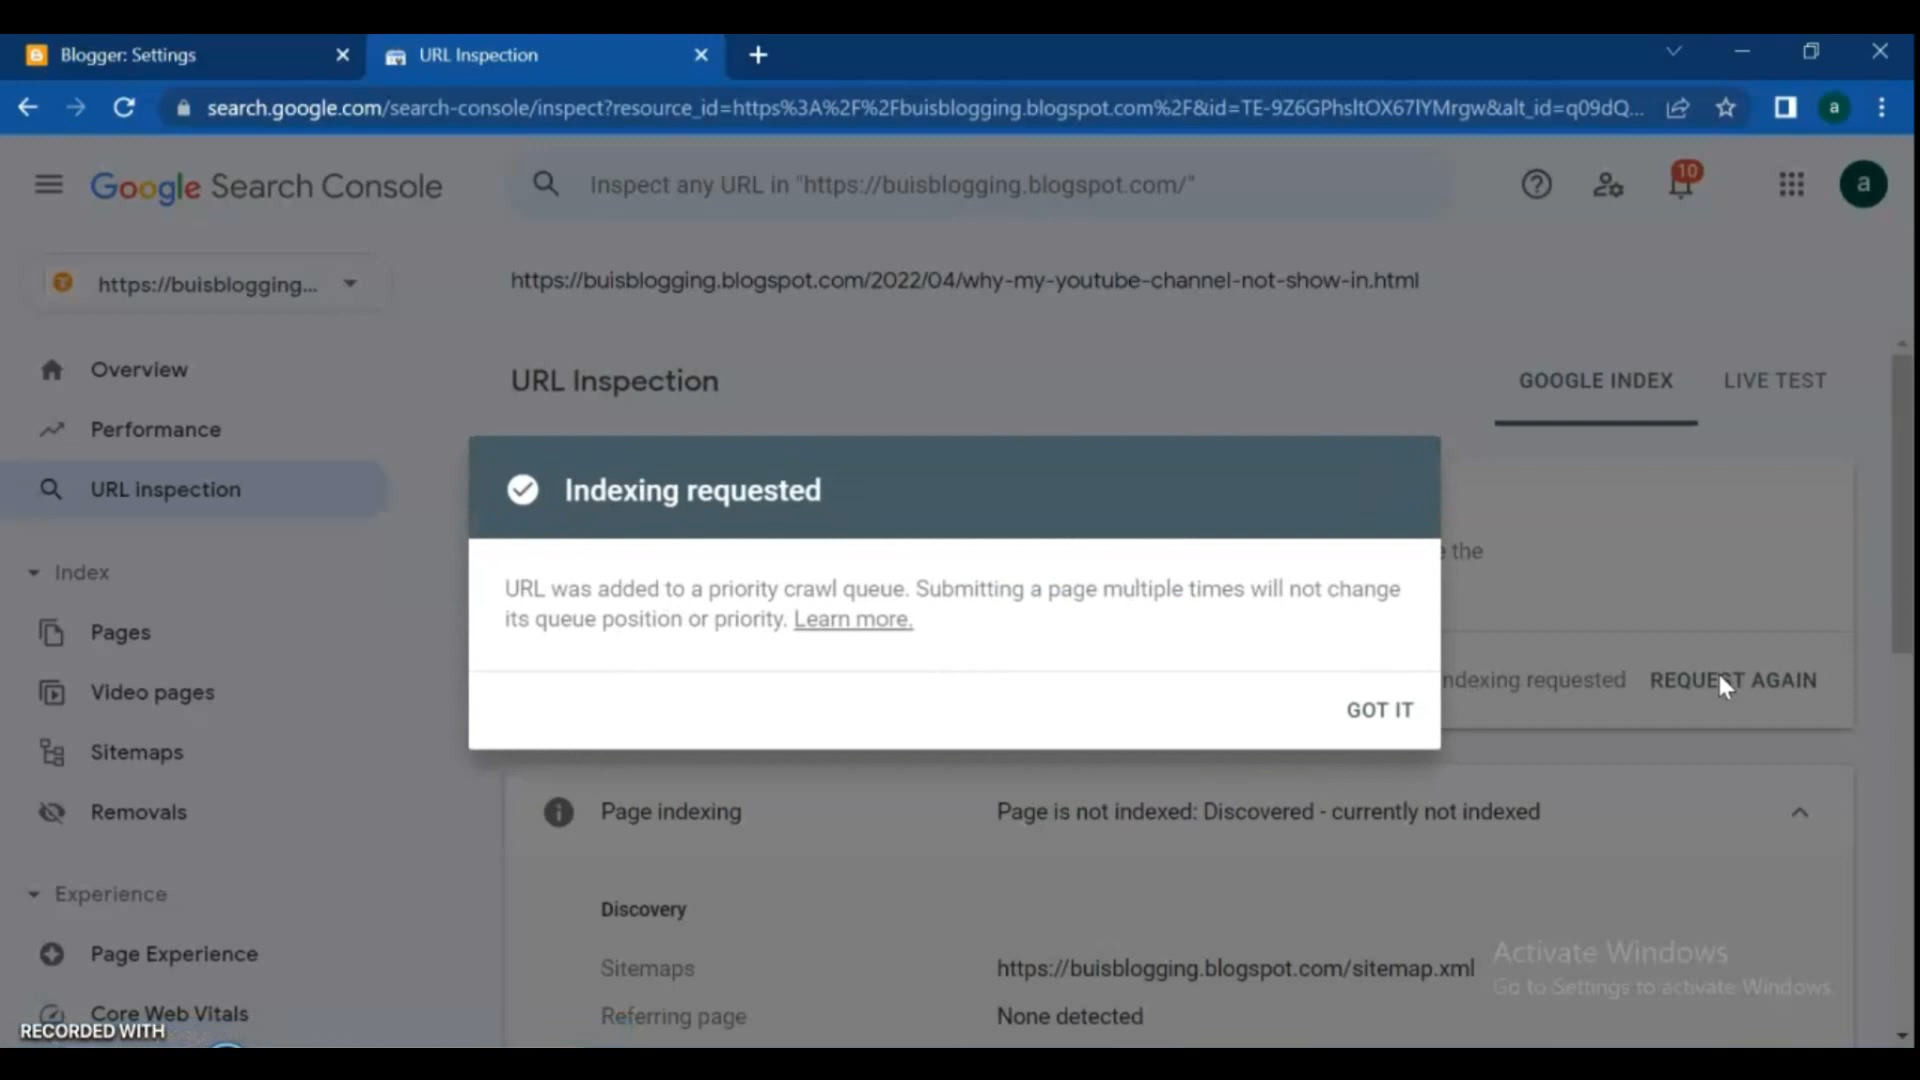 Blogger: Settings
URL Inspection
search.google.com/search-console/inspect?resource_id=https%3A%2F%2Fbuisblogging.blogspot.com%2F&id=TE-9Z6GPhsltOX67lYMrgw&alt_id=q09dQ...
a
Google Search Console
Inspect any URL in "https://buisblogging.blogspot.com/"
10
a
https://buisblogging...
https://buisblogging.blogspot.com/2022/04/why-my-youtube-channel-not-show-in.html
Overview
Performance
URL inspection
Index
Pages
Video pages
Sitemaps
Removals
Experience
Page Experience
Core Web Vitals
RECORDED WITH
URL Inspection
GOOGLE INDEX
LIVE TEST
Indexing requested
URL was added to a priority crawl queue. Submitting a page multiple times will not change
its queue position or priority. Learn more.
GOT IT
the
ndexing requested
REQUEST AGAIN
Page indexing
Page is not indexed: Discovered - currently not indexed
Discovery
Sitemaps
https://buisblogging.blogspot.com/sitemap.xml
Referring page
None detected
Activate Windows
Go to Settings to activate Windows.